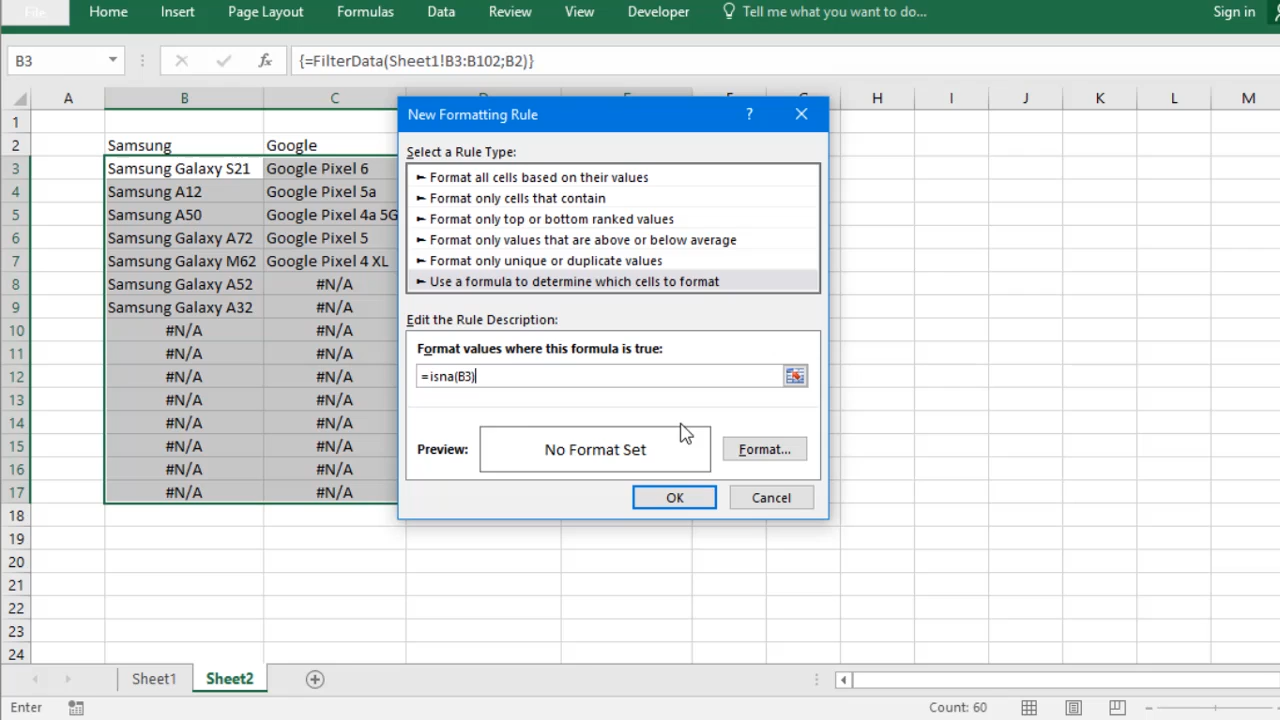 File Home Insert Page Layout Formulas Data Review View Developer Tell me what you want to do... Sign in
B3 fx {=FilterData(Sheet1!B3:B102;B2)}
A B C H I J K L M
New Formatting Rule ? 
1
2 Samsung Google
3 Samsung Galaxy S21 Google Pixel 6
4 Samsung A12 Google Pixel 5a
5 Samsung A50 Google Pixel 4a 5G
6 Samsung Galaxy A72 Google Pixel 5
7 Samsung Galaxy M62 Google Pixel 4 XL
8 Samsung Galaxy A52 #N/A
9 Samsung Galaxy A32 #N/A
10 #N/A #N/A
11 #N/A #N/A
12 #N/A #N/A
13 #N/A #N/A
14 #N/A #N/A
15 #N/A #N/A
16 #N/A #N/A
17 #N/A #N/A
18
19
20
21
22
23
24
Select a Rule Type:
► Format all cells based on their values
► Format only cells that contain
► Format only top or bottom ranked values
► Format only values that are above or below average
► Format only unique or duplicate values
► Use a formula to determine which cells to format
Edit the Rule Description:
Format values where this formula is true:
=isna(B3)
Preview: No Format Set Format...
OK Cancel
Sheet1 Sheet2
Enter Count: 60